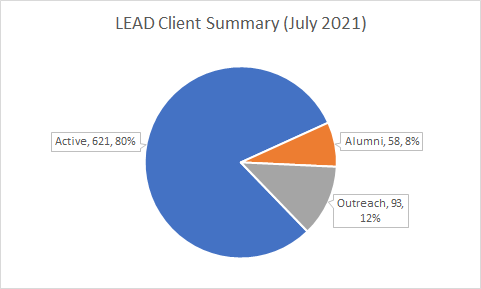 LEAD Client Summary (July 2021)
Active, 621, 80%
Alumni, 58, 8%
Outreach, 93,
12%